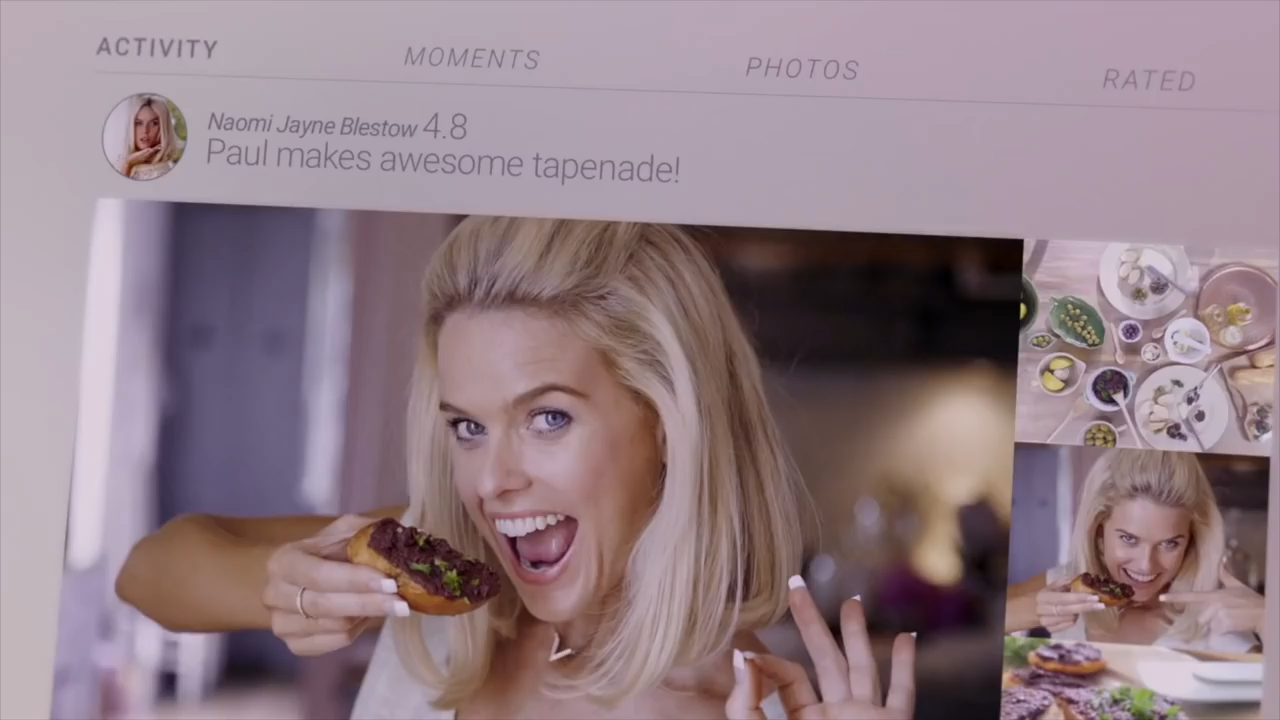 ACTIVITY MOMENTS PHOTOS RATED
Naomi Jayne Blestow 4.8
Paul makes awesome tapenade!